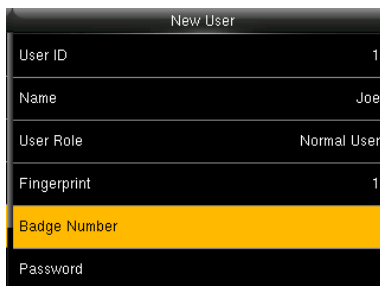 New User
User ID 1
Name Joe
User Role Normal User
Fingerprint 1
Badge Number
Password